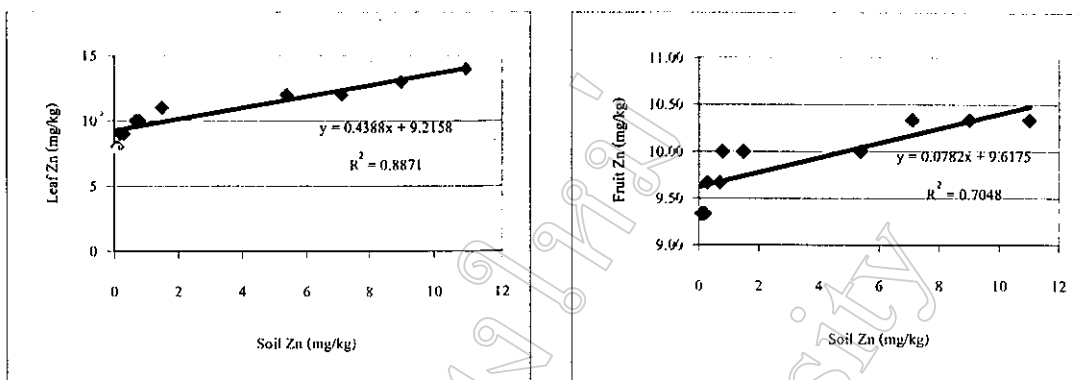 15
10
5
0
Leaf Zn (mg/kg)
y = 0.4388x + 9.2158
R² = 0.8871
0 2 4 6 8 10 12
Soil Zn (mg/kg)
11.00
10.50
10.00
9.50
9.00
Fruit Zn (mg/kg)
y = 0.0782x + 9.6175
R² = 0.7048
0 2 4 6 8 10 12
Soil Zn (mg/kg)